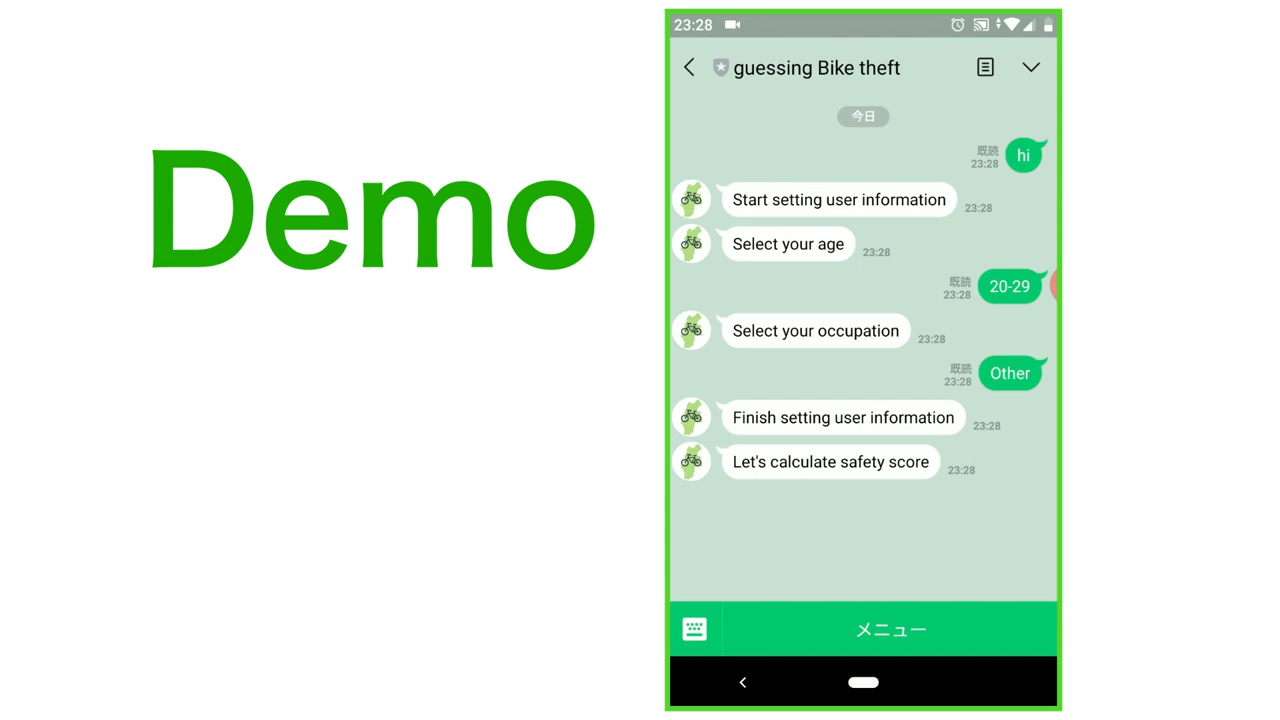 Demo
23:28
guessing Bike theft
今日
既読
23:28
hi
Start setting user information
23:28
Select your age
23:28
既読
23:28
20-29
Select your occupation
23:28
既読
23:28
Other
Finish setting user information
23:28
Let's calculate safety score
23:28
メニュー